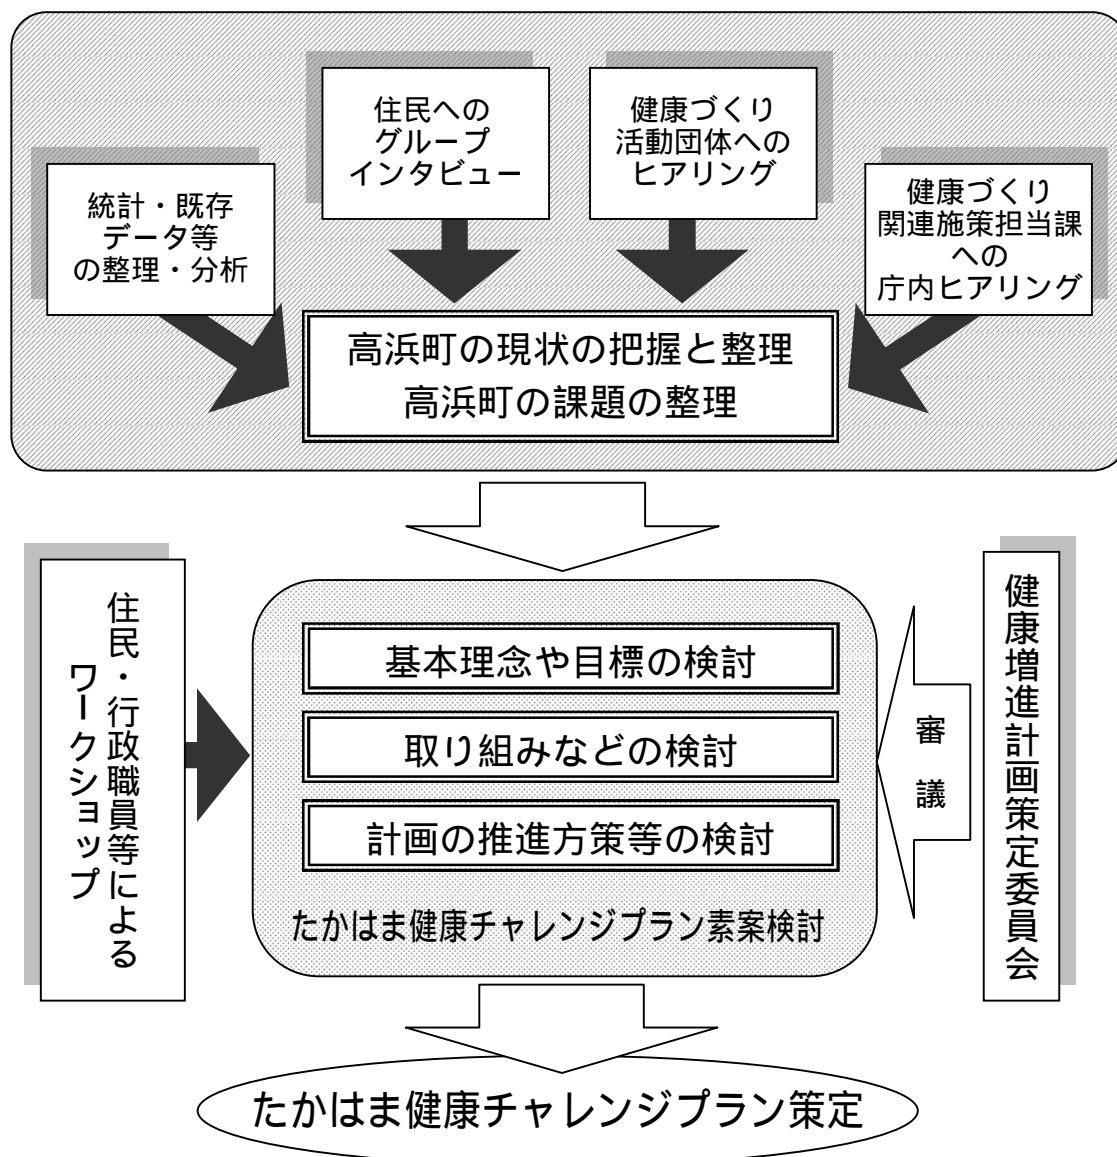 住民への
グループ
インタビュー
健康づくり
活動団体への
ヒアリング
統計・既存
データ等
の整理・分析
健康づくり
関連施策担当課
への
庁内ヒアリング
高浜町の現状の把握と整理
高浜町の課題の整理
住民・行政職員等による
ワークショップ
基本理念や目標の検討
取り組みなどの検討
計画の推進方策等の検討
たかはま健康チャレンジプラン素案検討
審議
健康増進計画策定委員会
たかはま健康チャレンジプラン策定